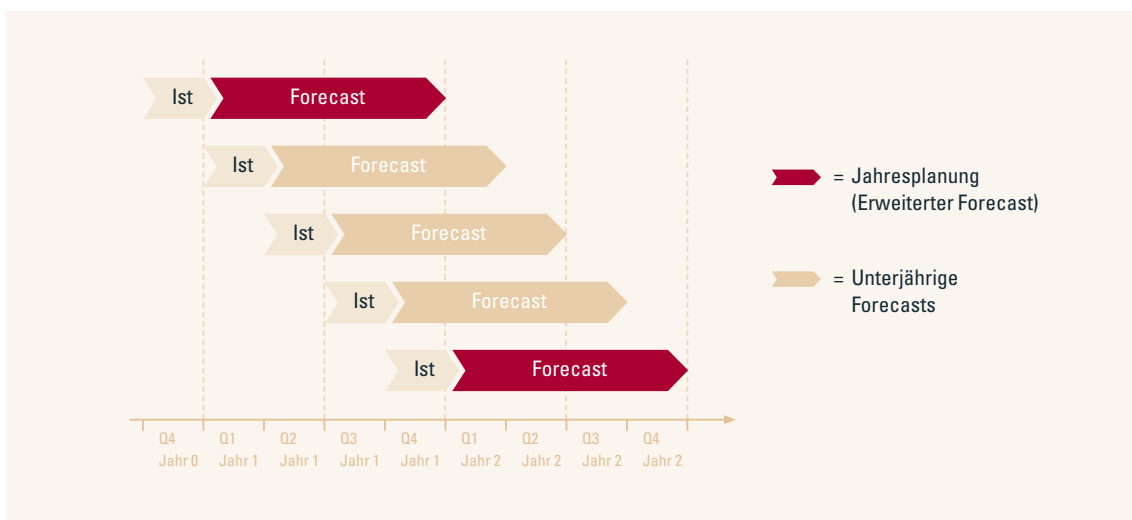 Ist Forecast
Ist Forecast
Ist Forecast
Ist Forecast
Ist Forecast
= Jahresplanung
(Erweiterter Forecast)
= Unterjährige
Forecasts
Q4 Q1 Q2 Q3 Q4 Q1 Q2 Q3 Q4
Jahr 0 Jahr 1 Jahr 1 Jahr 1 Jahr 1 Jahr 2 Jahr 2 Jahr 2 Jahr 2